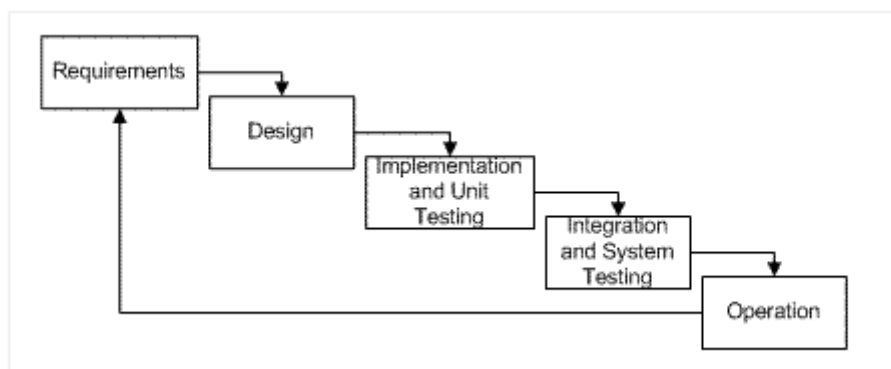 Requirements
Design
Implementation
and Unit
Testing
Integration
and System
Testing
Operation